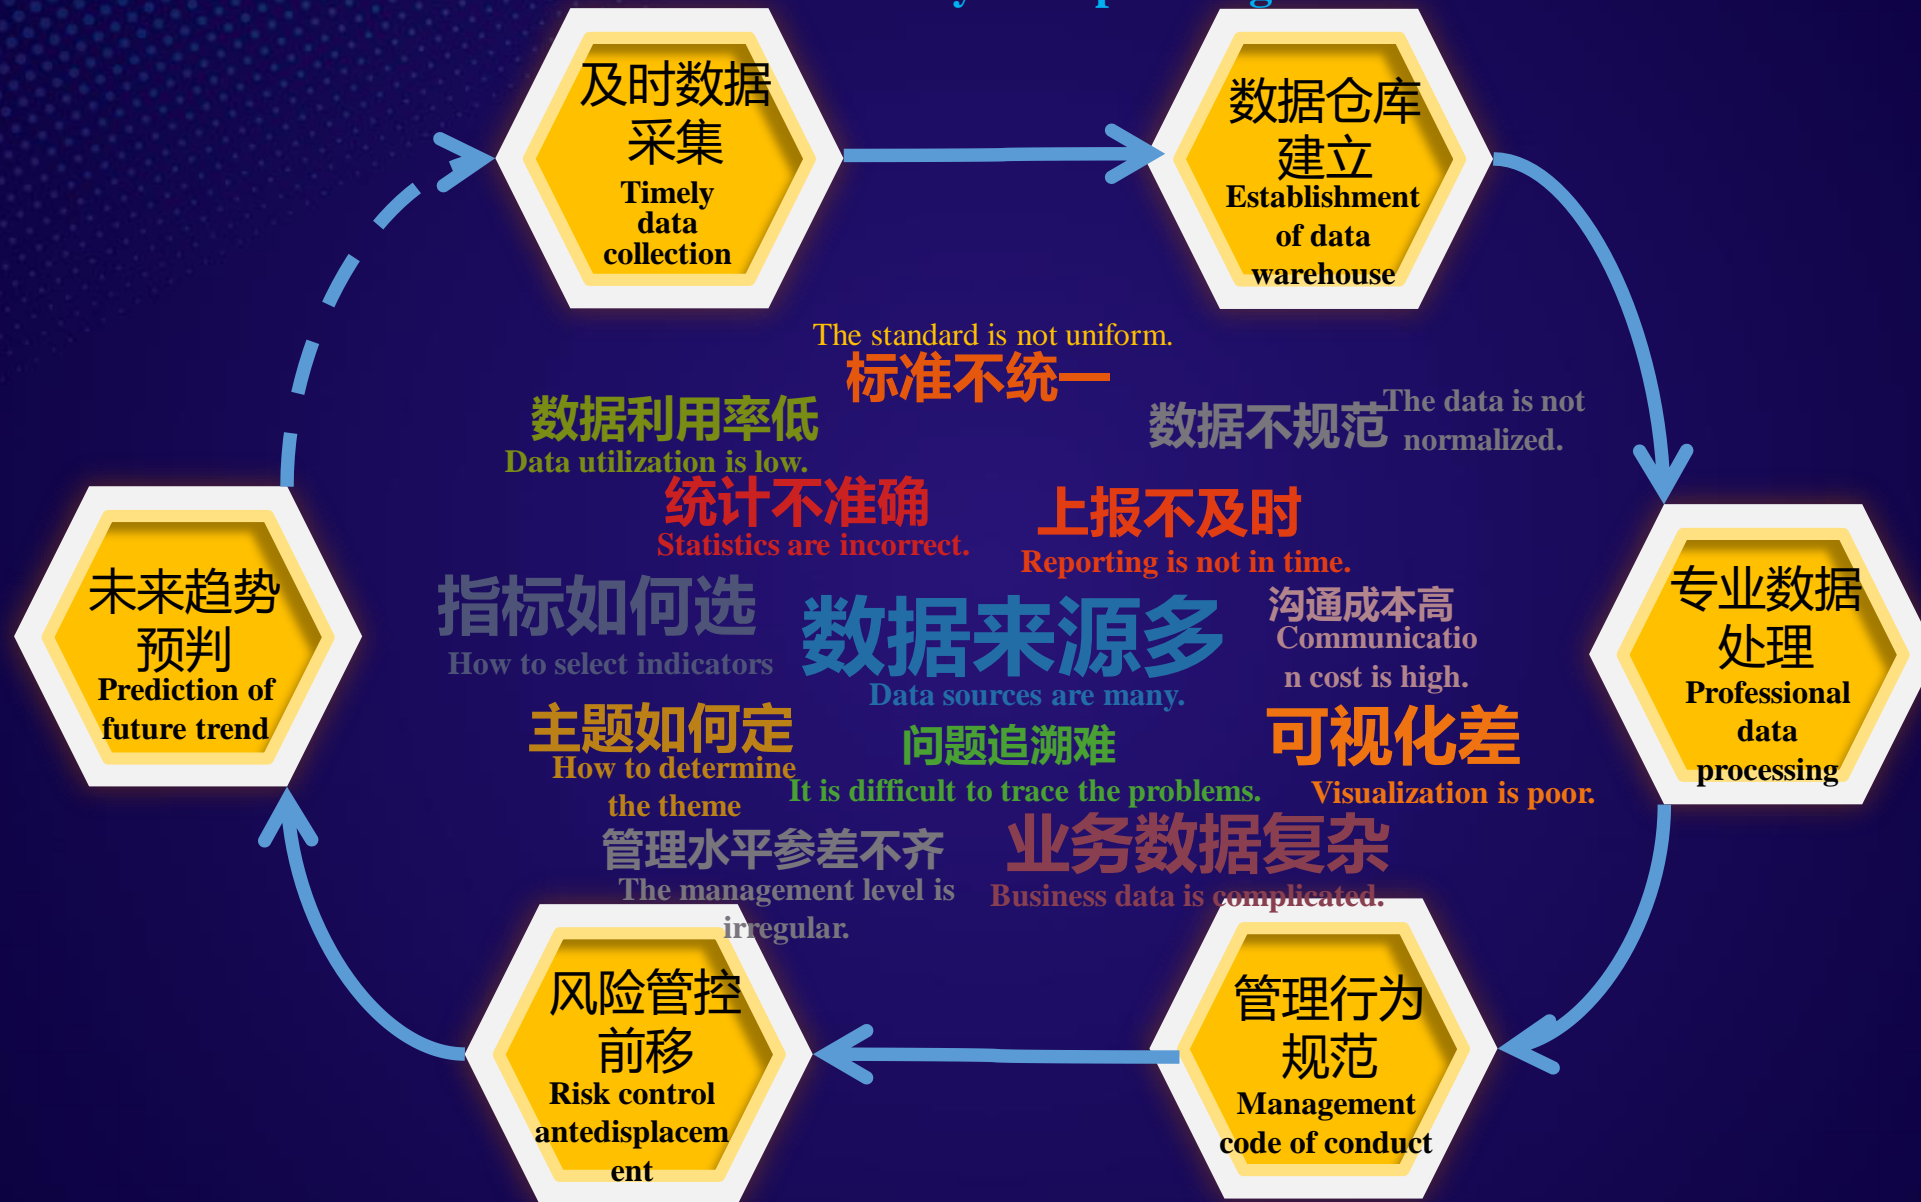 及时数据
采集
Timely
data
collection
数据仓库
建立
Establishment
of data
warehouse
The standard is not uniform.
标准不统一
数据利用率低
Data utilization is low.
数据不规范
The data is not
normalized.
统计不准确
Statistics are incorrect.
上报不及时
Reporting is not in time.
指标如何选
How to select indicators
数据来源多
Data sources are many.
沟通成本高
Communicatio
n cost is high.
未来趋势
预判
Prediction of
future trend
专业数据
处理
Professional
data
processing
主题如何定
How to determine
the theme
问题追溯难
It is difficult to trace the problems.
可视化差
Visualization is poor.
管理水平参差不齐
The management level is
irregular.
业务数据复杂
Business data is complicated.
风险管控
前移
Risk control
antedisplacem
ent
管理行为
规范
Management
code of conduct